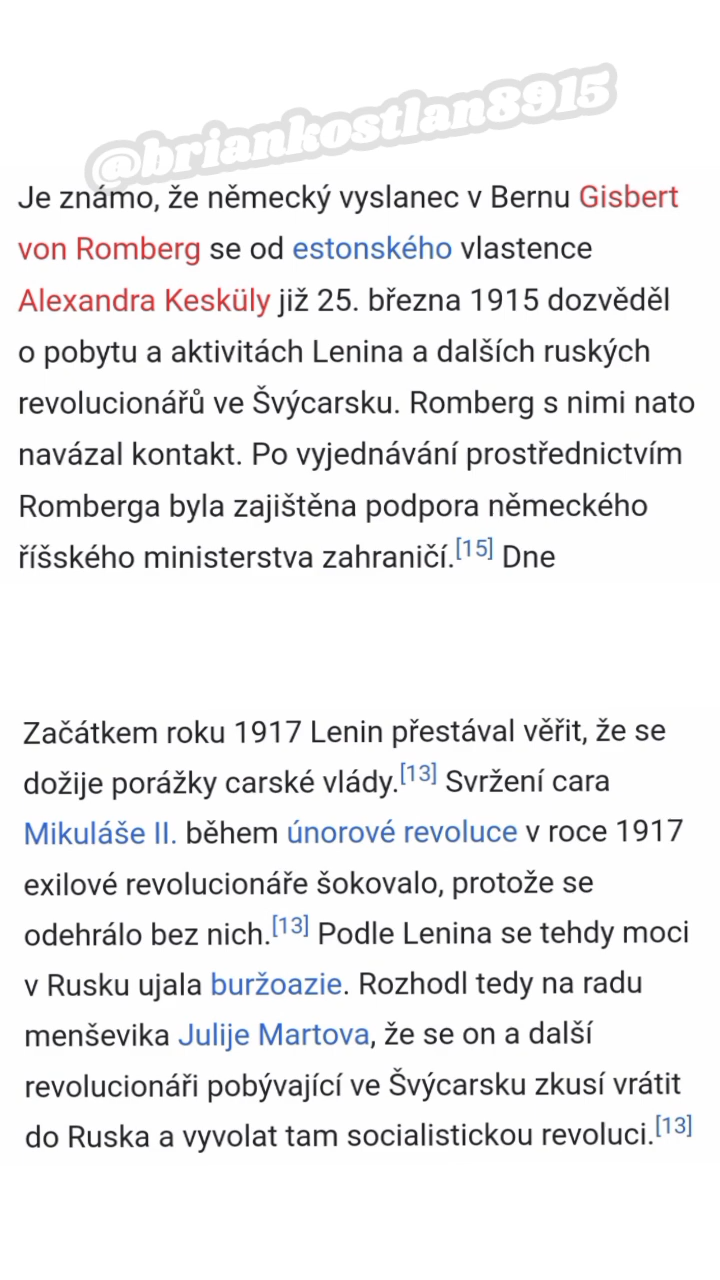 @briankostlan8915
Je známo, že německý vyslanec v Bernu Gisbert
von Romberg se od estonského vlastence
Alexandra Kesküly již 25. března 1915 dozvěděl
o pobytu a aktivitách Lenina a dalších ruských
revolucionářů ve Švýcarsku. Romberg s nimi nato
navázal kontakt. Po vyjednávání prostřednictvím
Romberga byla zajištěna podpora německého
říšského ministerstva zahraničí.[15] Dne
Začátkem roku 1917 Lenin přestával věřit, že se
dožije porážky carské vlády.[13] Svržení cara
Mikuláše II. během únorové revoluce v roce 1917
exilové revolucionáře šokovalo, protože se
odehrálo bez nich.[13] Podle Lenina se tehdy moci
v Rusku ujala buržoazie. Rozhodl tedy na radu
menševika Julije Martova, že se on a další
revolucionáři pobývající ve Švýcarsku zkusí vrátit
do Ruska a vyvolat tam socialistickou revoluci.[13]